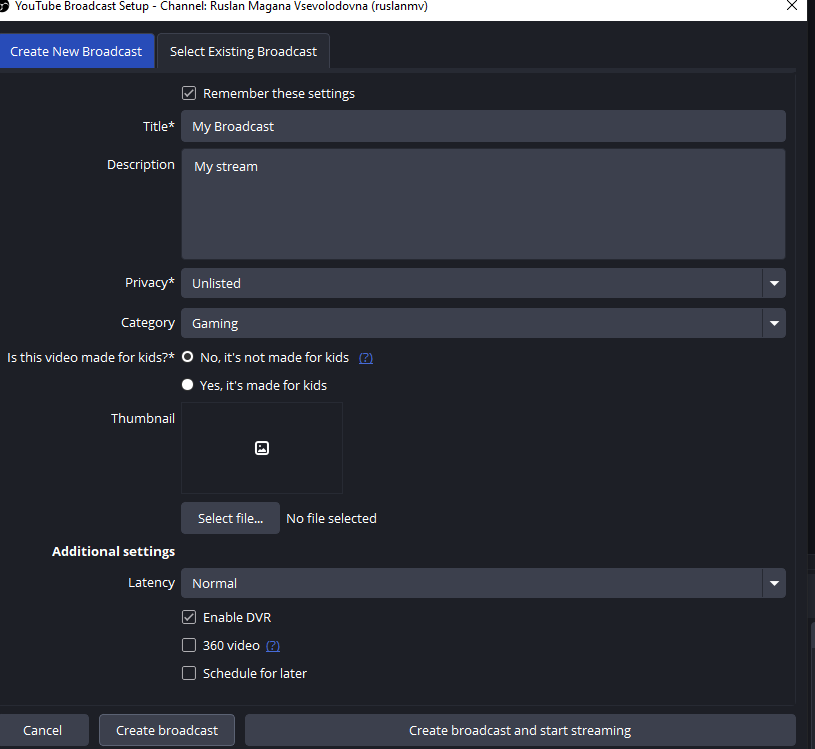 YouTube Broadcast Setup - Channel: Ruslan Magana Vsevolodovna (ruslanmv)
Create New Broadcast
Select Existing Broadcast
Remember these settings
Title* My Broadcast
Description My stream
Privacy* Unlisted
Category Gaming
Is this video made for kids?* No, it's not made for kids (?)
Yes, it's made for kids
Thumbnail
Select file... No file selected
Additional settings
Latency Normal
Enable DVR
360 video (?)
Schedule for later
Cancel
Create broadcast
Create broadcast and start streaming